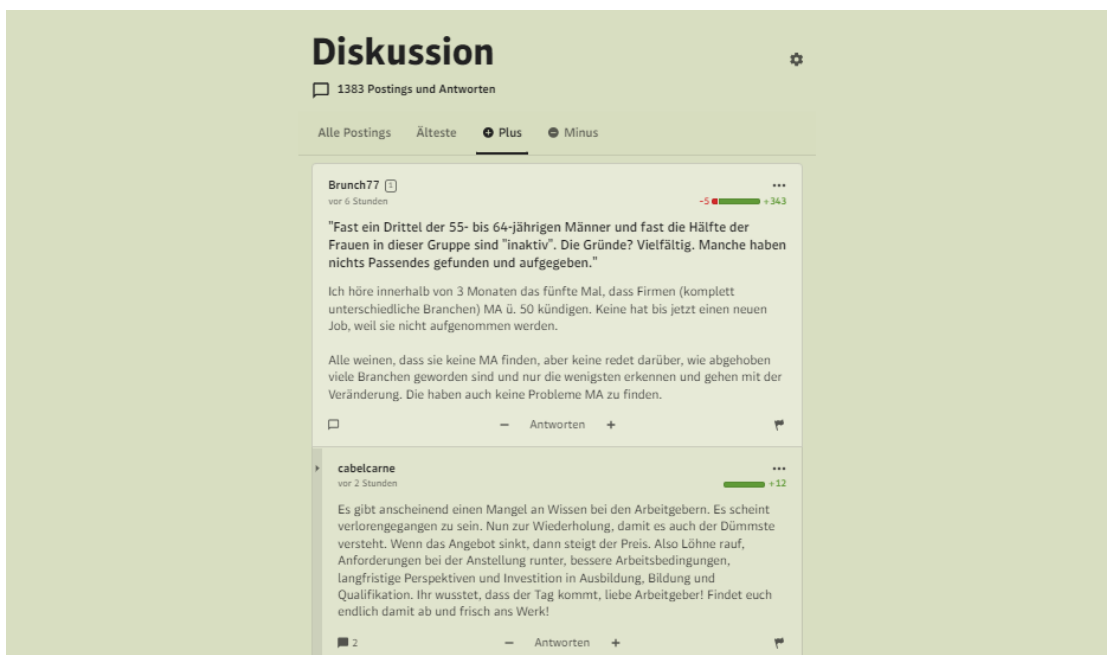 Diskussion
1383 Postings und Antworten
Alle Postings Älteste Plus Minus
Brunch77 1
vor 6 Stunden -5 +343
"Fast ein Drittel der 55- bis 64-jährigen Männer und fast die Hälfte der
Frauen in dieser Gruppe sind "inaktiv". Die Gründe? Vielfältig. Manche haben
nichts Passendes gefunden und aufgegeben."
Ich höre innerhalb von 3 Monaten das fünfte Mal, dass Firmen (komplett
unterschiedliche Branchen) MA ü. 50 kündigen. Keine hat bis jetzt einen neuen
Job, weil sie nicht aufgenommen werden.
Alle weinen, dass sie keine MA finden, aber keine redet darüber, wie abgehoben
viele Branchen geworden sind und nur die wenigsten erkennen und gehen mit der
Veränderung. Die haben auch keine Probleme MA zu finden.
− Antworten +
cabelcarne
vor 2 Stunden +12
Es gibt anscheinend einen Mangel an Wissen bei den Arbeitgebern. Es scheint
verlorengegangen zu sein. Nun zur Wiederholung, damit es auch der Dümmste
versteht. Wenn das Angebot sinkt, dann steigt der Preis. Also Löhne rauf,
Anforderungen bei der Anstellung runter, bessere Arbeitsbedingungen,
langfristige Perspektiven und Investition in Ausbildung, Bildung und
Qualifikation. Ihr wusstet, dass der Tag kommt, liebe Arbeitgeber! Findet euch
endlich damit ab und frisch ans Werk!
2 − Antworten +